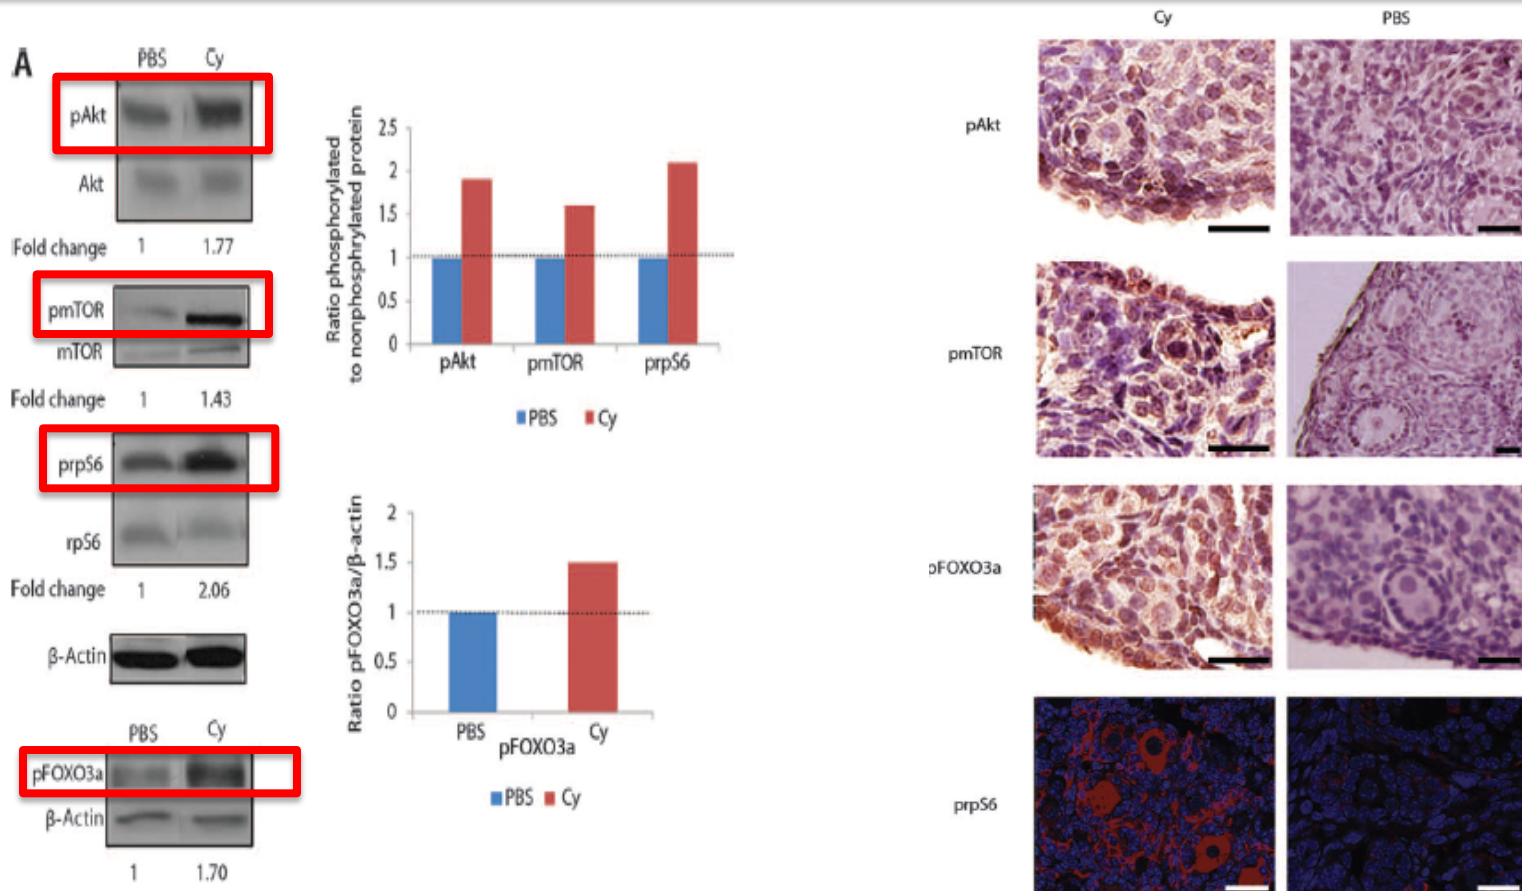 A
PBS Cy
pAkt
Akt
Fold change 1 1.77
pmTOR
mTOR
Fold change 1 1.43
prpS6
rpS6
Fold change 1 2.06
β-Actin
PBS Cy
pFOXO3a
β-Actin
1 1.70
Ratio phosphorylated
to nonphosphrylated protein
2.5
2
1.5
1
0.5
0
pAkt pmTOR prpS6
PBS Cy
Ratio pFOXO3a/β-actin
2
1.5
1
0.5
0
PBS Cy
pFOXO3a
PBS Cy
Cy PBS
pAkt
pmTOR
pFOXO3a
prpS6